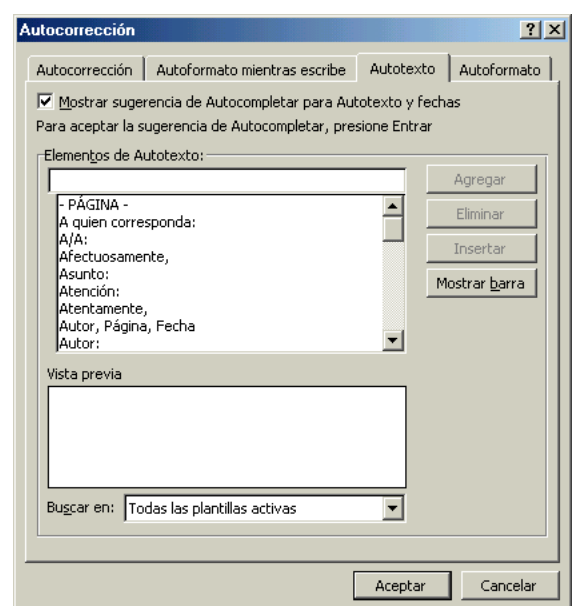 Autocorrección
Autocorrección Autoformato mientras escribe Autotexto Autoformato
Mostrar sugerencia de Autocompletar para Autotexto y fechas
Para aceptar la sugerencia de Autocompletar, presione Entrar
Elementos de Autotexto:
Agregar
- PÁGINA -
A quien corresponda:
Eliminar
A/A:
Afectuosamente,
Insertar
Asunto:
Atención:
Mostrar barra
Atentamente,
Autor, Página, Fecha
Autor:
Vista previa
Buscar en: Todas las plantillas activas
Aceptar Cancelar